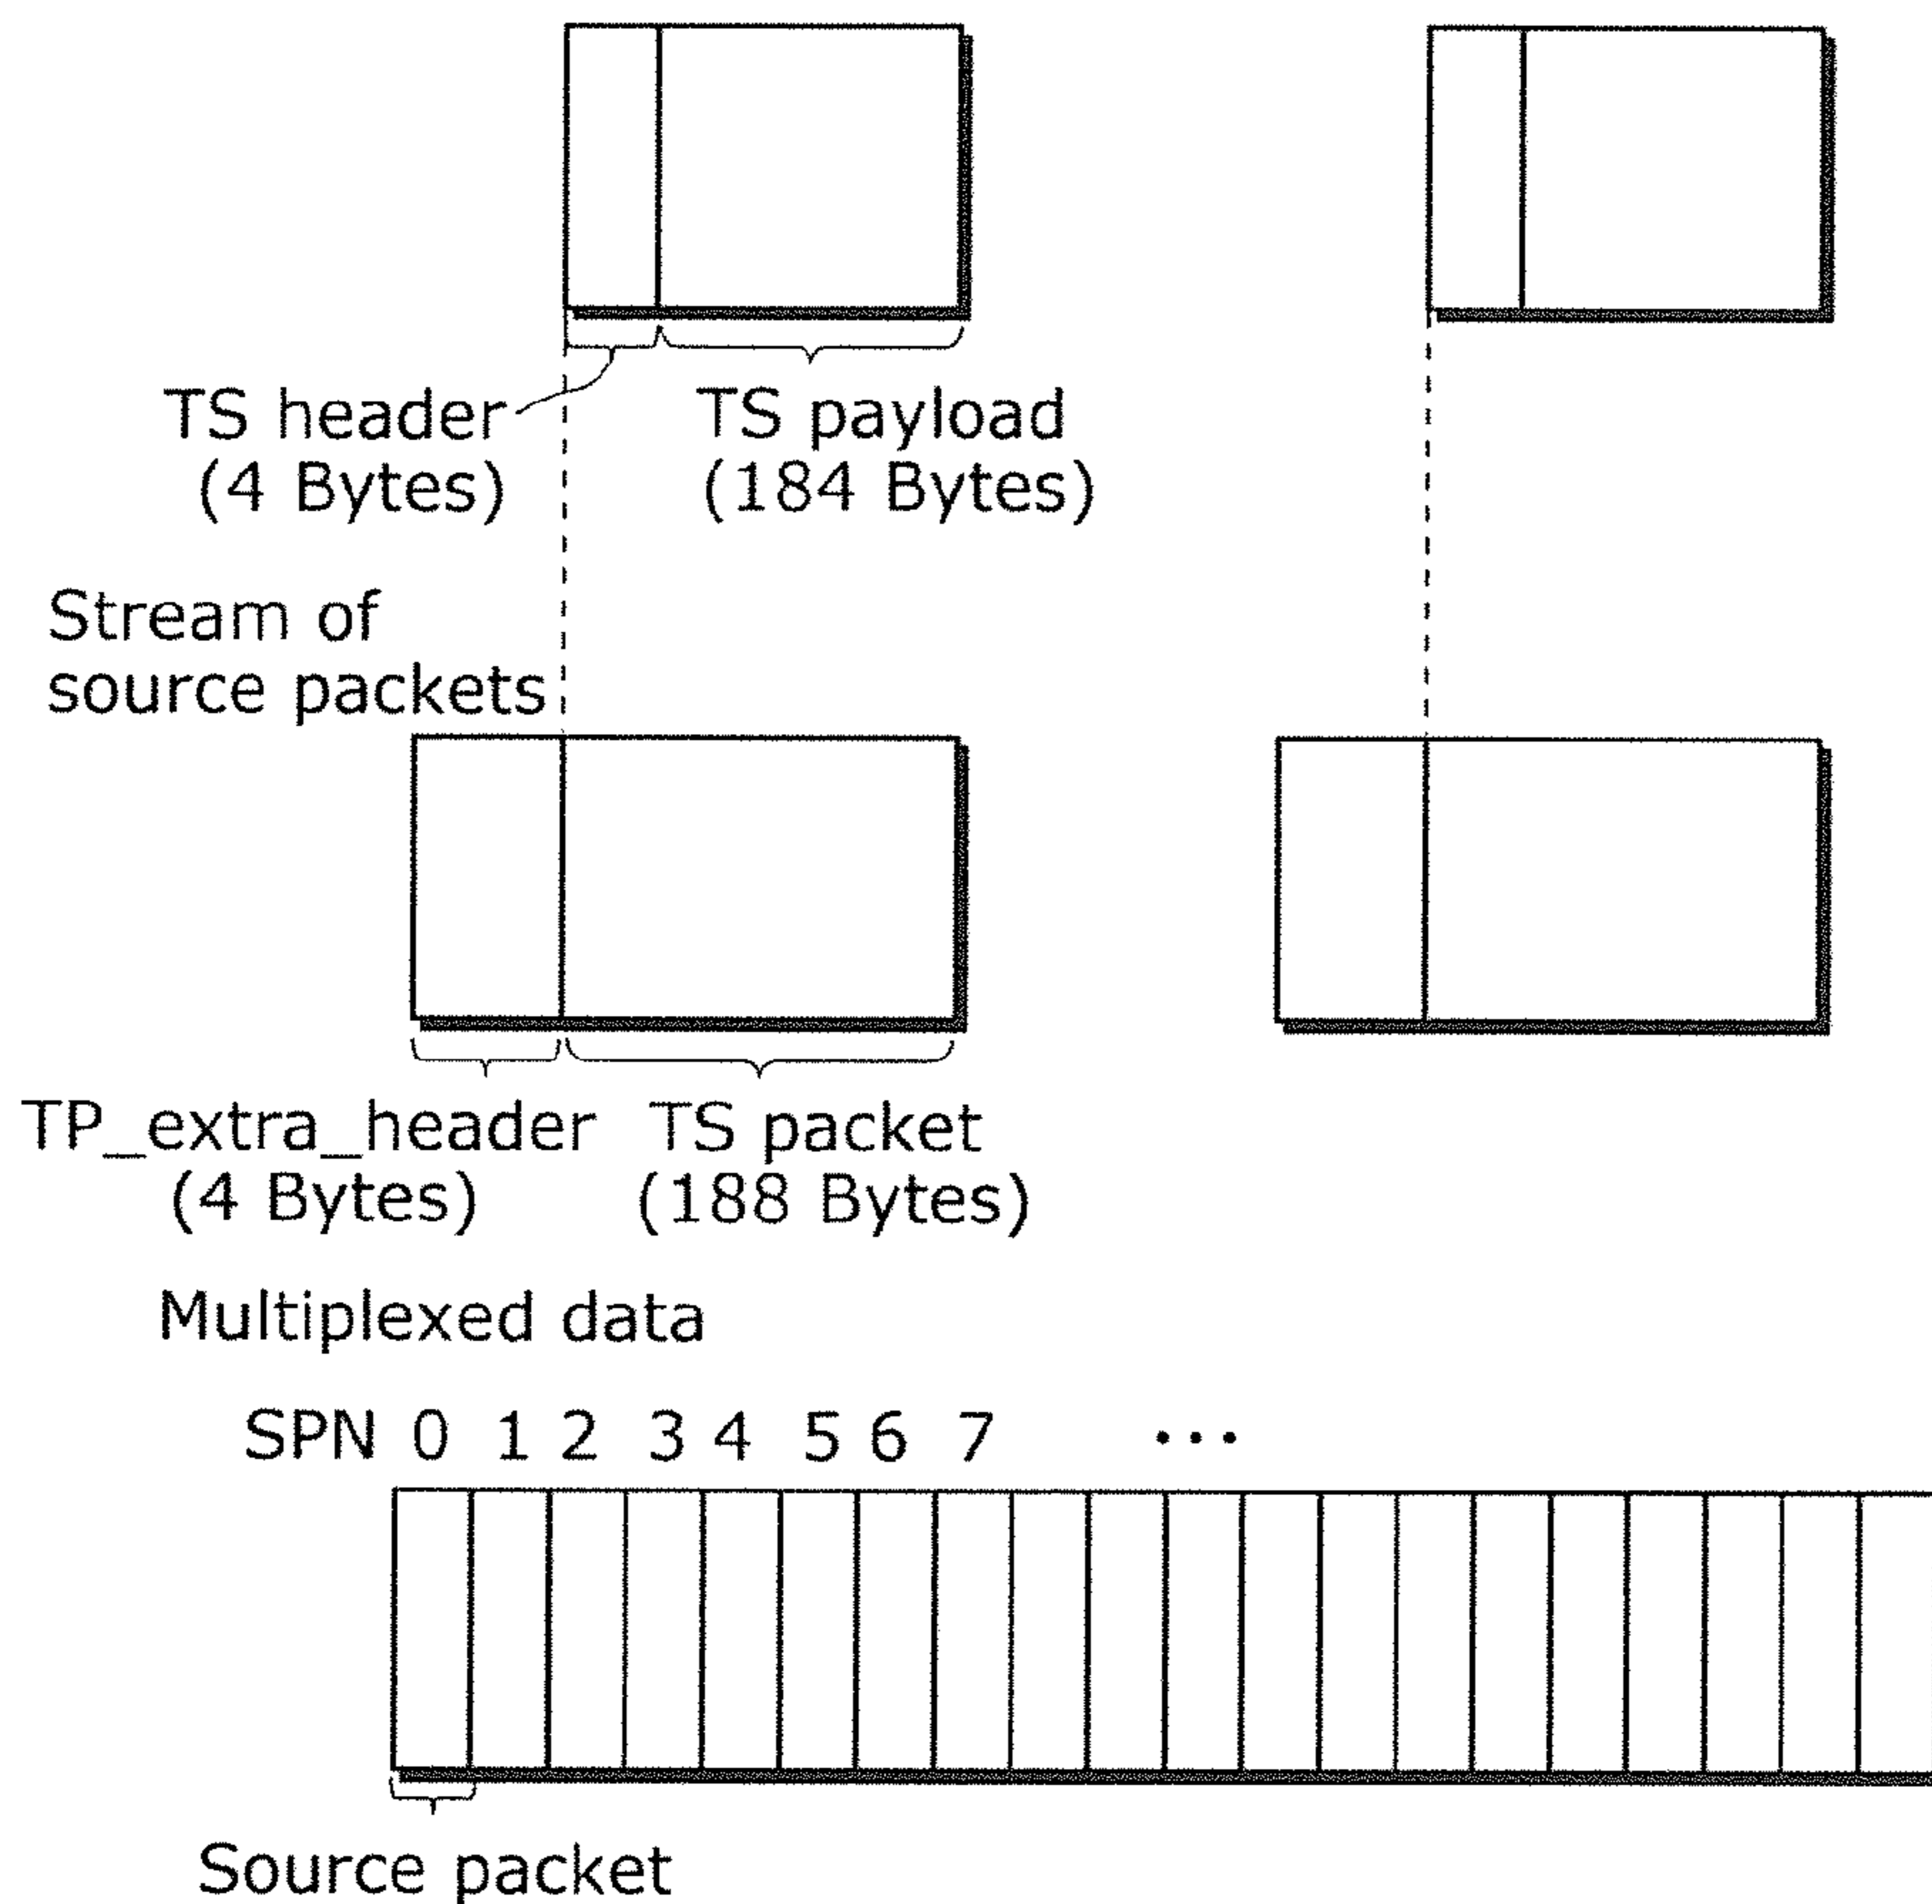 TS header
(4 Bytes)
TS payload
(184 Bytes)
Stream of
source packets
TP_extra_header
(4 Bytes)
TS packet
(188 Bytes)
Multiplexed data
SPN 0 1 2 3 4 5 6 7 ...
Source packet